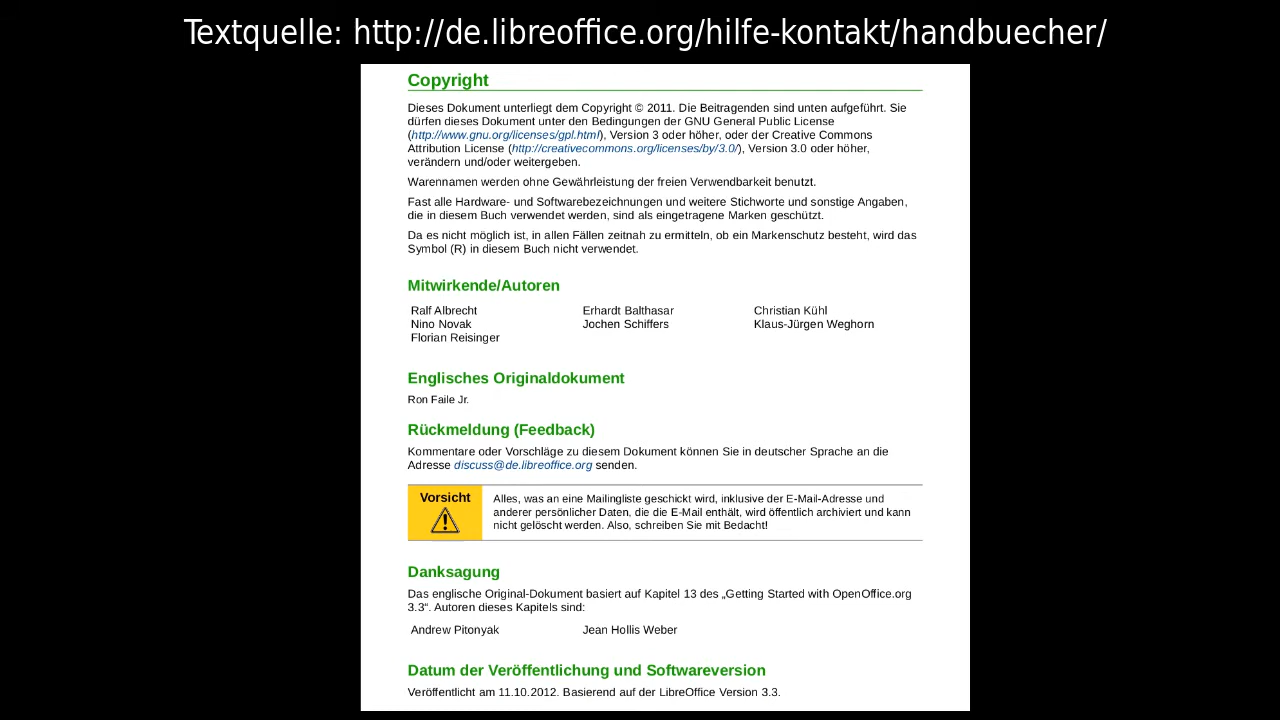 Textquelle: http://de.libreoffice.org/hilfe-kontakt/handbuecher/
Copyright
Dieses Dokument unterliegt dem Copyright © 2011. Die Beitragenden sind unten aufgeführt. Sie
dürfen dieses Dokument unter den Bedingungen der GNU General Public License
(http://www.gnu.org/licenses/gpl.html), Version 3 oder höher, oder der Creative Commons
Attribution License (http://creativecommons.org/licenses/by/3.0/), Version 3.0 oder höher,
verändern und/oder weitergeben.
Warennamen werden ohne Gewährleistung der freien Verwendbarkeit benutzt.
Fast alle Hardware- und Softwarebezeichnungen und weitere Stichworte und sonstige Angaben,
die in diesem Buch verwendet werden, sind als eingetragene Marken geschützt.
Da es nicht möglich ist, in allen Fällen zeitnah zu ermitteln, ob ein Markenschutz besteht, wird das
Symbol (R) in diesem Buch nicht verwendet.
Mitwirkende/Autoren
Ralf Albrecht Erhardt Balthasar Christian Kühl
Nino Novak Jochen Schiffers Klaus-Jürgen Weghorn
Florian Reisinger
Englisches Originaldokument
Ron Faile Jr.
Rückmeldung (Feedback)
Kommentare oder Vorschläge zu diesem Dokument können Sie in deutscher Sprache an die
Adresse discuss@de.libreoffice.org senden.
Vorsicht
Alles, was an eine Mailingliste geschickt wird, inklusive der E-Mail-Adresse und
anderer persönlicher Daten, die die E-Mail enthält, wird öffentlich archiviert und kann
nicht gelöscht werden. Also, schreiben Sie mit Bedacht!
Danksagung
Das englische Original-Dokument basiert auf Kapitel 13 des „Getting Started with OpenOffice.org
3.3“. Autoren dieses Kapitels sind:
Andrew Pitonyak Jean Hollis Weber
Datum der Veröffentlichung und Softwareversion
Veröffentlicht am 11.10.2012. Basierend auf der LibreOffice Version 3.3.